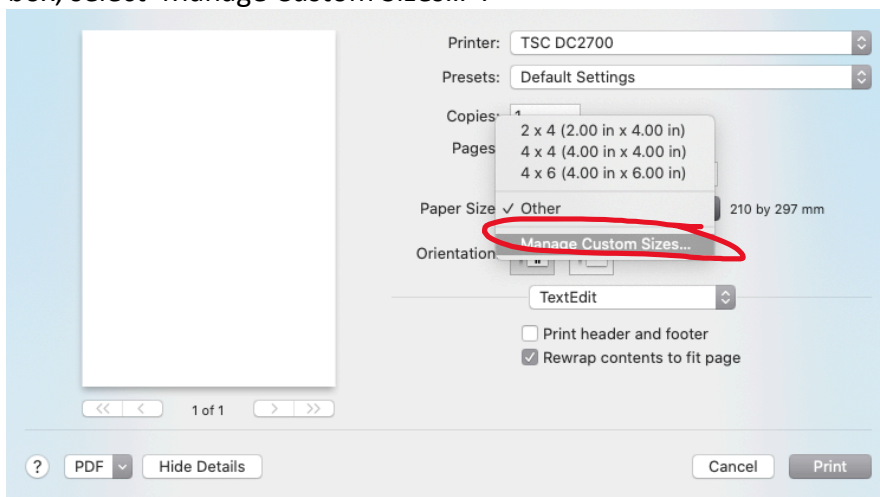 box, select "Manage Custom Sizes…".
Printer: TSC DC2700
Presets: Default Settings
Copies: 1
2 x 4 (2.00 in x 4.00 in)
Pages
4 x 4 (4.00 in x 4.00 in)
4 x 6 (4.00 in x 6.00 in)
Paper Size ✓ Other 210 by 297 mm
Manage Custom Sizes...
Orientation
TextEdit
Print header and footer
Rewrap contents to fit page
<< < 1 of 1 > >>
? PDF Hide Details Cancel Print